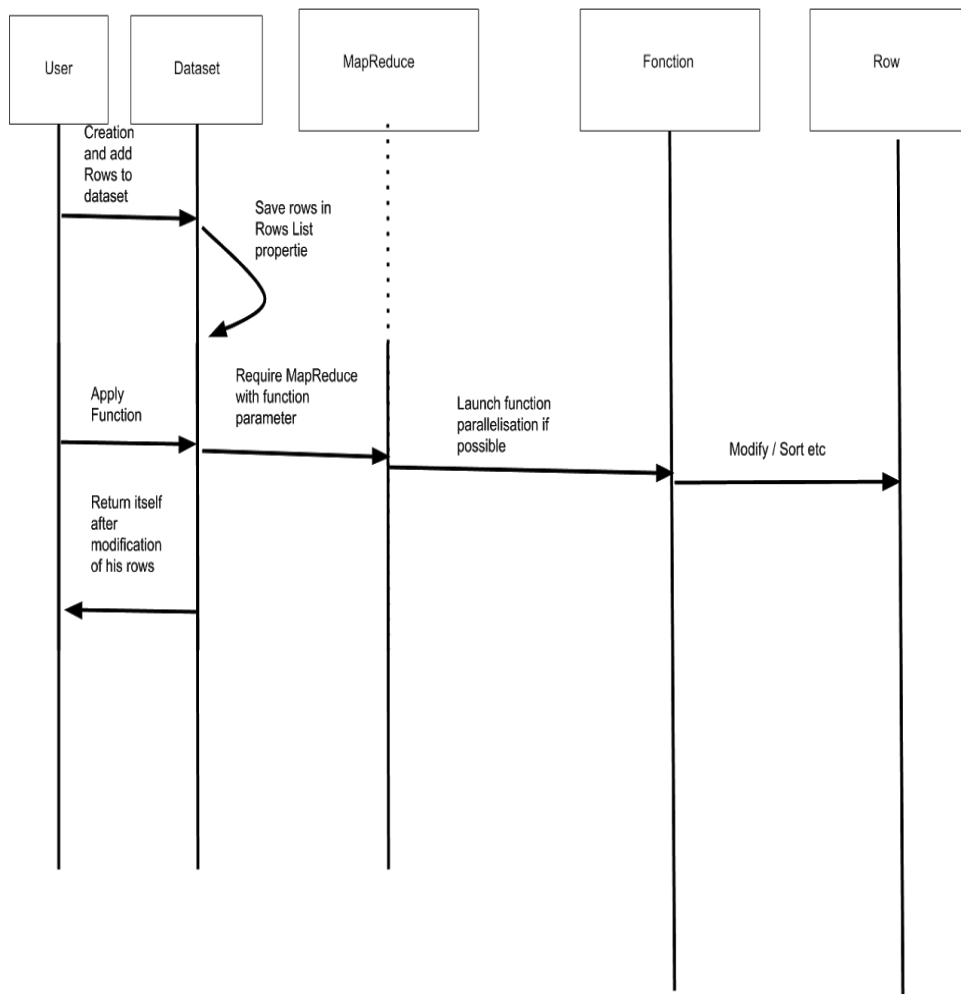 User
Dataset
MapReduce
Fonction
Row
Creation
and add
Rows to
dataset
Save rows in
Rows List
propertie
Apply
Function
Require MapReduce
with function
parameter
Launch function
parallelisation if
possible
Modify / Sort etc
Return itself
after
modification
of his rows